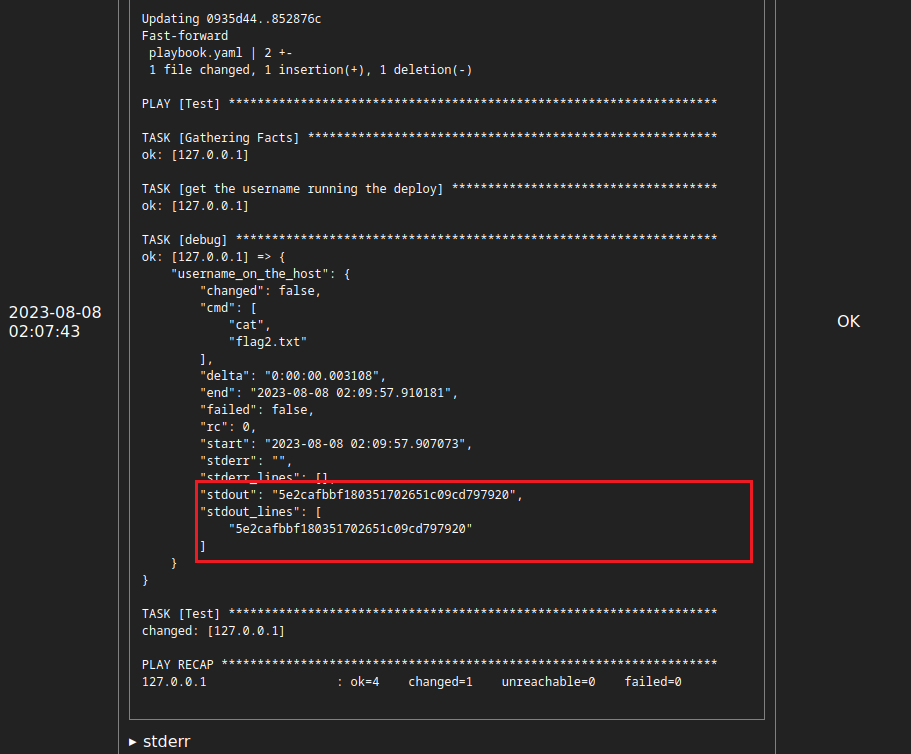 Updating 0935d44..852876c
Fast-forward
 playbook.yaml | 2 +-
 1 file changed, 1 insertion(+), 1 deletion(-)

PLAY [Test] ********************************************************************

TASK [Gathering Facts] *********************************************************
ok: [127.0.0.1]

TASK [get the username running the deploy] *************************************
ok: [127.0.0.1]

TASK [debug] *******************************************************************
ok: [127.0.0.1] => {
    "username_on_the_host": {
        "changed": false,
        "cmd": [
            "cat",
            "flag2.txt"
        ],
        "delta": "0:00:00.003108",
        "end": "2023-08-08 02:09:57.910181",
        "failed": false,
        "rc": 0,
        "start": "2023-08-08 02:09:57.907073",
        "stderr": "",
        "stderr_lines": [],
        "stdout": "5e2cafbbf180351702651c09cd797920",
        "stdout_lines": [
            "5e2cafbbf180351702651c09cd797920"
        ]
    }
}

TASK [Test] ********************************************************************
changed: [127.0.0.1]

PLAY RECAP *********************************************************************
127.0.0.1                  : ok=4    changed=1    unreachable=0    failed=0
2023-08-08
02:07:43
OK
▸ stderr